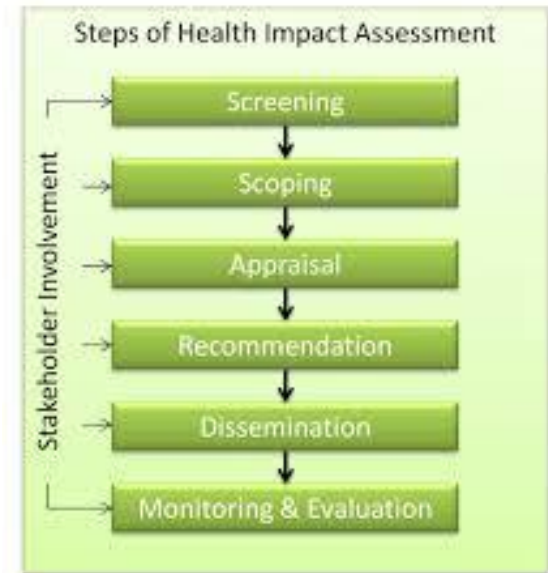 Steps of Health Impact Assessment
Stakeholder Involvement
Screening
Scoping
Appraisal
Recommendation
Dissemination
Monitoring & Evaluation